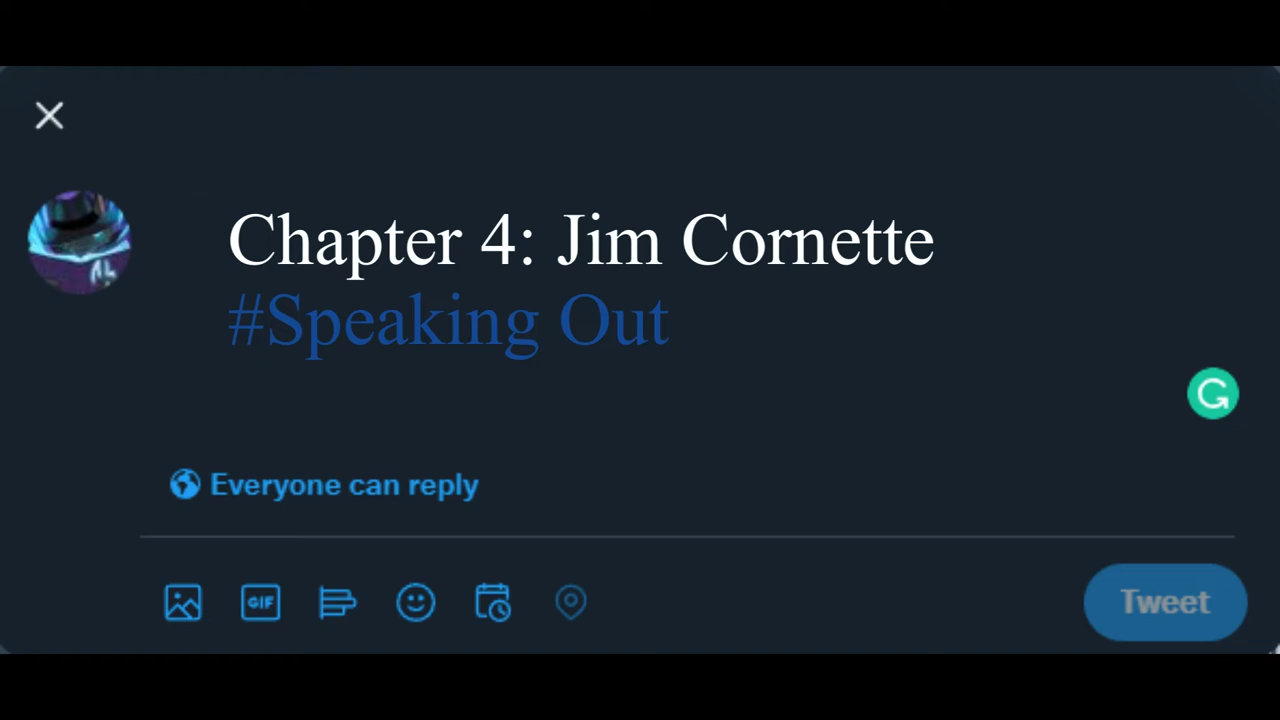 Chapter 4: Jim Cornette
#Speaking Out
Everyone can reply
GIF
Tweet